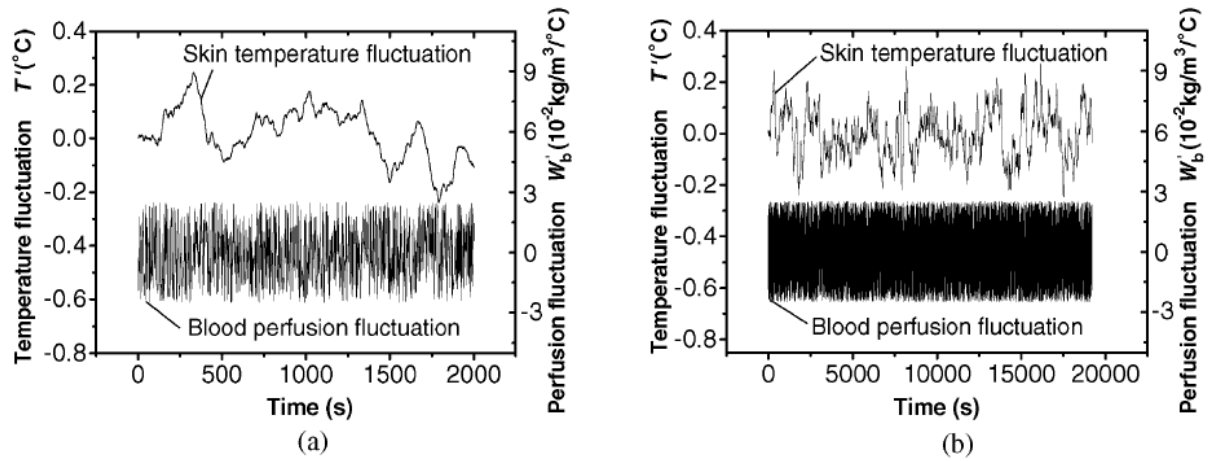 0.4
0.2
0.0
-0.2
-0.4
-0.6
-0.8
Temperature fluctuation T'(°C)
Skin temperature fluctuation
Blood perfusion fluctuation
9
6
3
0
-3
Perfusion fluctuation W'b (10-2kg/m3/°C)
0 500 1000 1500 2000
Time (s)
(a)
0.4
0.2
0.0
-0.2
-0.4
-0.6
-0.8
Temperature fluctuation T'(°C)
Skin temperature fluctuation
Blood perfusion fluctuation
9
6
3
0
-3
Perfusion fluctuation W'b (10-2kg/m3/°C)
0 5000 10000 15000 20000
Time (s)
(b)